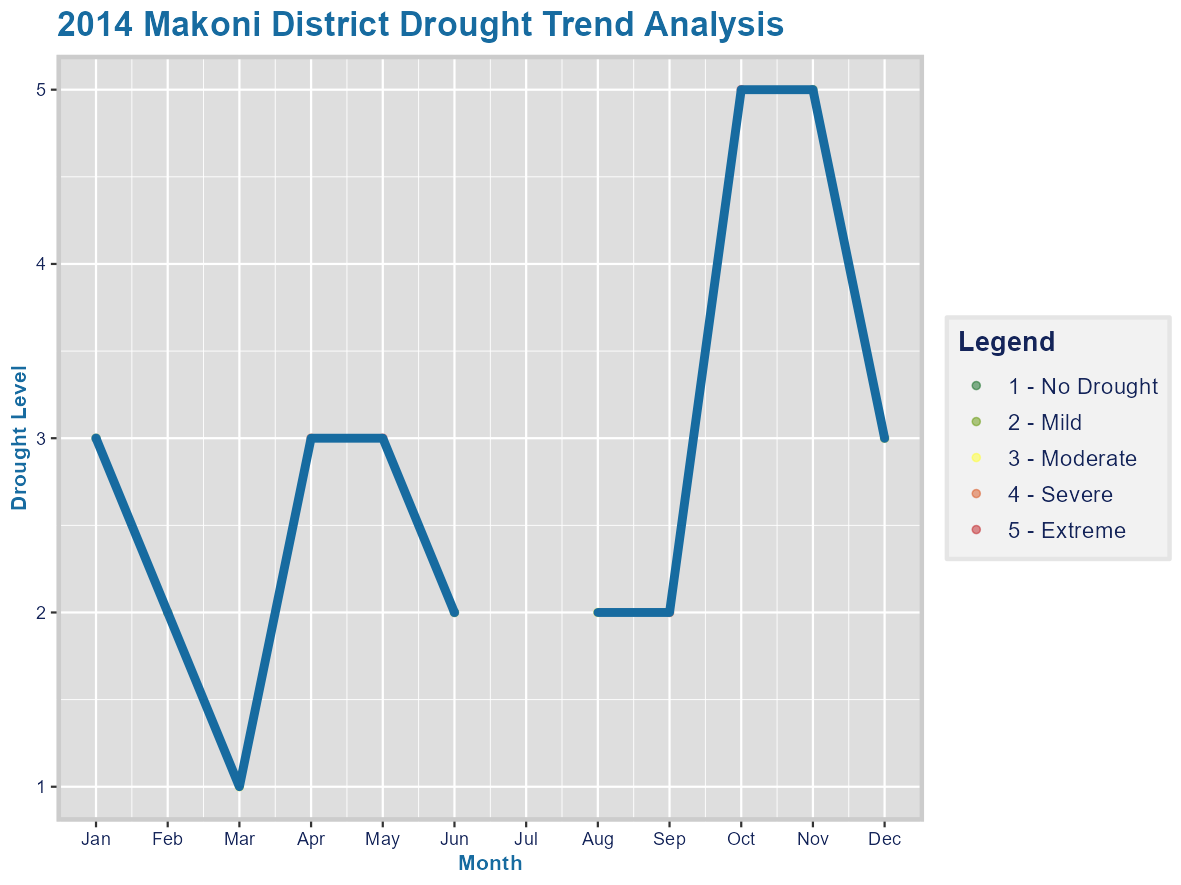 2014 Makoni District Drought Trend Analysis
Drought Level
5
4
3
2
1
Jan Feb Mar Apr May Jun Jul Aug Sep Oct Nov Dec
Month
Legend
1 - No Drought
2 - Mild
3 - Moderate
4 - Severe
5 - Extreme